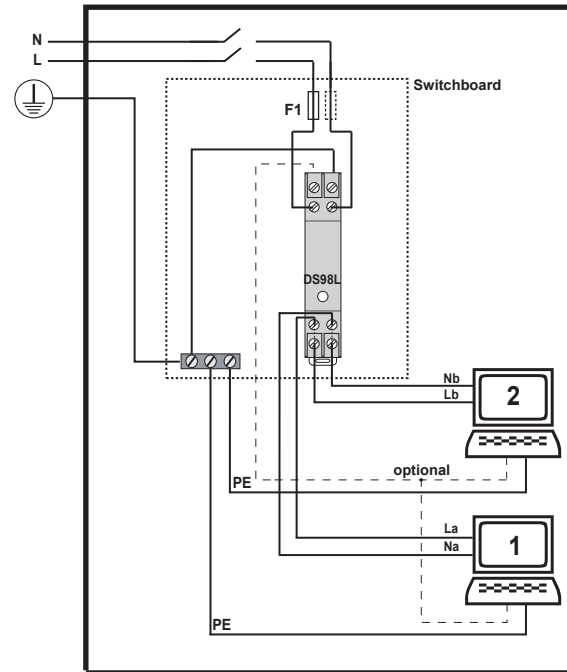 N
L
Switchboard
F1
DS98L
Nb
Lb
2
optional
PE
La
Na
1
PE